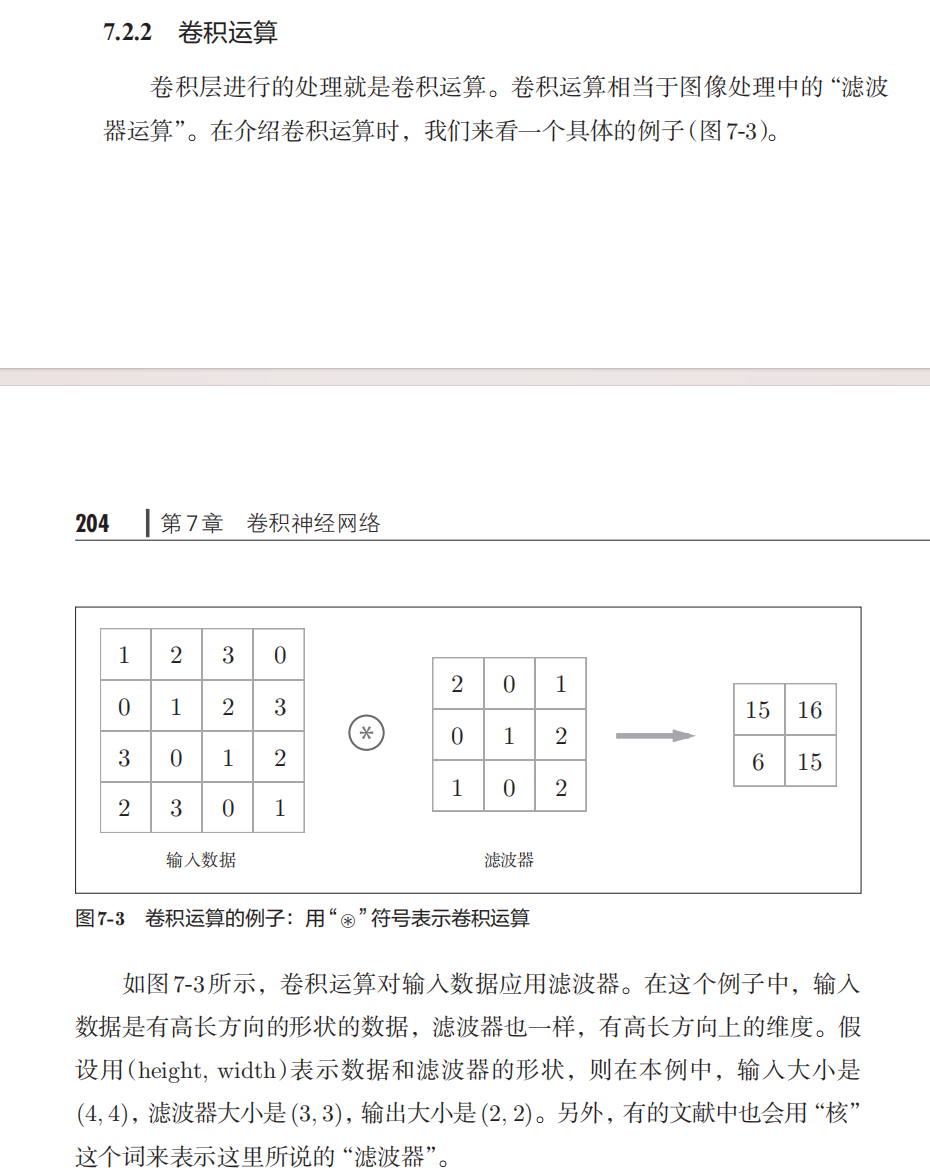 7.2.2 卷积运算
卷积层进行的处理就是卷积运算。卷积运算相当于图像处理中的“滤波
器运算”。在介绍卷积运算时，我们来看一个具体的例子（图7-3）。
204 第7章 卷积神经网络
1 2 3 0
0 1 2 3
3 0 1 2
2 3 0 1
输入数据
⊛
2 0 1
0 1 2
1 0 2
滤波器
15 16
6 15
图7-3 卷积运算的例子：用“⊛”符号表示卷积运算
如图7-3所示，卷积运算对输入数据应用滤波器。在这个例子中，输入
数据是有高长方向的形状的数据，滤波器也一样，有高长方向上的维度。假
设用(height, width)表示数据和滤波器的形状，则在本例中，输入大小是
(4, 4)，滤波器大小是(3, 3)，输出大小是(2, 2)。另外，有的文献中也会用“核”
这个词来表示这里所说的“滤波器”。